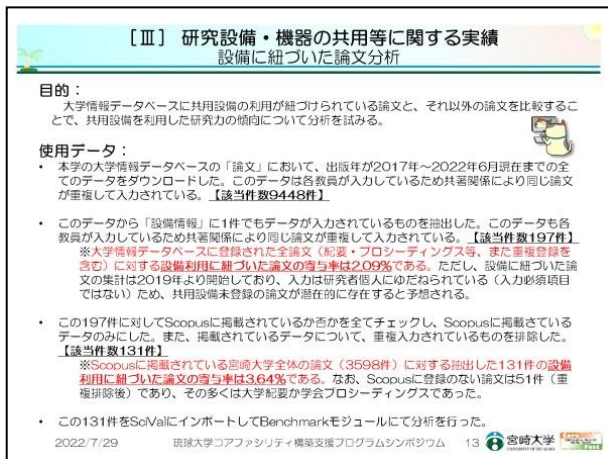 ［Ⅲ］ 研究設備・機器の共用等に関する実績
設備に紐づいた論文分析
目的：
大学情報データベースに共用設備の利用が紐づけられている論文と、それ以外の論文を比較するこ
とで、共用設備を利用した研究力の傾向について分析を試みる。
使用データ：
• 本学の大学情報データベースの「論文」において、出版年が2017年～2022年6月現在までの全
てのデータをダウンロードした。このデータは各教員が入力しているため共著関係により同じ論文
が重複して入力されている。【該当件数9448件】
• このデータから「設備情報」に1件でもデータが入力されているものを抽出した。このデータも各
教員が入力しているため共著関係により同じ論文が重複して入力されている。【該当件数197件】
※大学情報データベースに登録された全論文（紀要・プロシーディングス等、また重複登録を
含む）に対する設備利用に紐づいた論文の寄与率は2.09％である。ただし、設備に紐づいた論
文の集計は2019年より開始しており、入力は研究者個人にゆだねられている（入力必須項目
ではない）ため、共用設備未登録の論文が潜在的に存在すると予想される。
• この197件に対してScopusに掲載されているか否かを全てチェックし、Scopusに掲載さている
データのみにした。また、掲載されているデータについて、重複入力されているものを排除した。
【該当件数131件】
※Scopusに掲載されている宮崎大学全体の論文（3598件）に対する抽出した131件の設備
利用に紐づいた論文の寄与率は3.64％である。なお、Scopusに登録のない論文は51件（重
複排除後）であり、その多くは大学紀要か学会プロシーディングスであった。
• この131件をSciValにインポートしてBenchmarkモジュールにて分析を行った。
2022/7/29 琉球大学コアファシリティ構築支援プログラムシンポジウム 13 宮崎大学